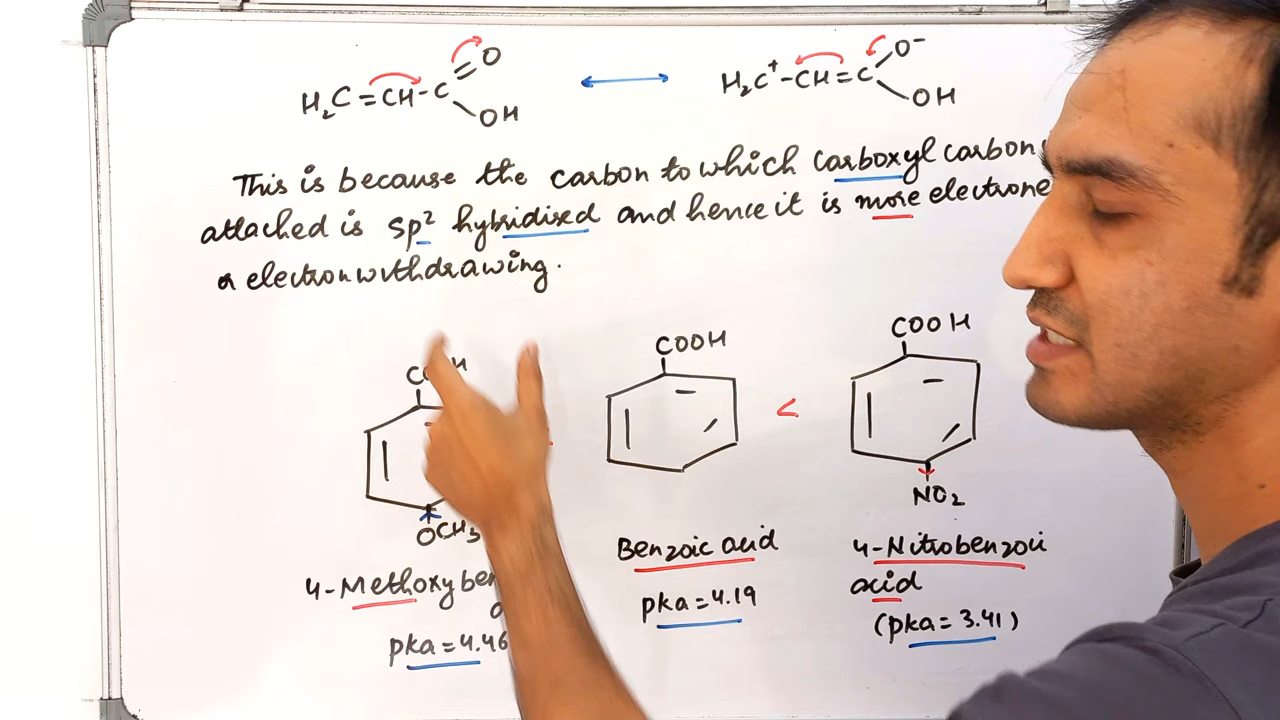 H₂C=CH-C=O
OH
H₂C⁺-CH=C O⁻
OH
This is because the carbon to which carboxyl carbon
attached is sp² hybridised and hence it is more electrone
or electron withdrawing.
COOH
COOH
<
OCH₃
NO₂
4-Methoxy
Benzoic acid
4-Nitrobenzoic
acid
pka = 4.46
pka = 4.19
(pka = 3.41)